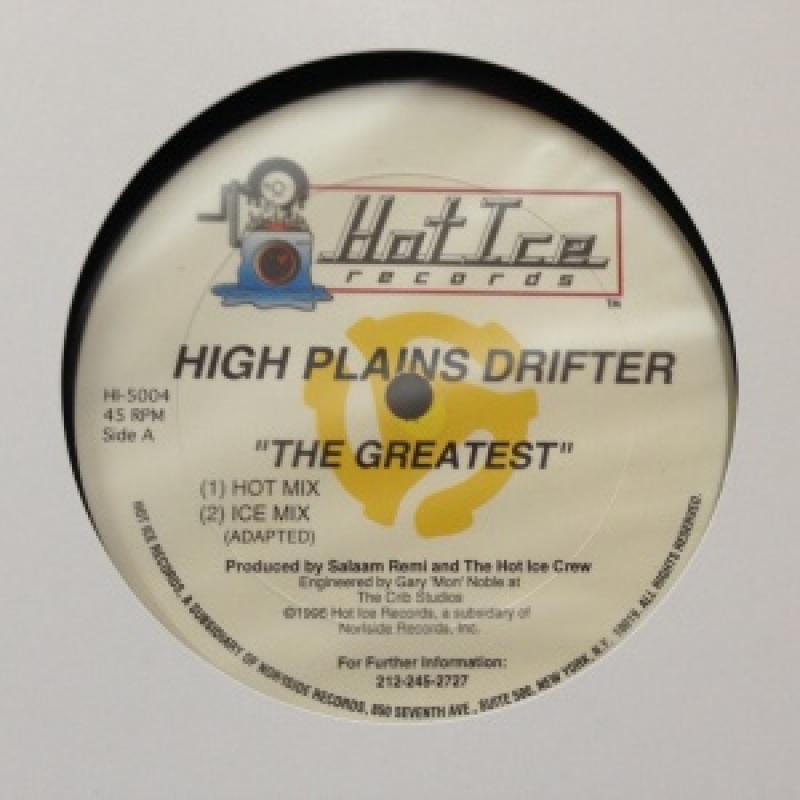 Hot Ice
records
TM
HIGH PLAINS DRIFTER
HI-5004
45 RPM
Side A
"THE GREATEST"
(1) HOT MIX
(2) ICE MIX
(ADAPTED)
Produced by Salaam Remi and The Hot Ice Crew
Engineered by Gary 'Mon' Noble at
The Crib Studios
©1996 Hot Ice Records, a subsidary of
Norfside Records, Inc.
For Further Information:
212-245-2727
HOT ICE RECORDS, A SUBSIDIARY OF NORFSIDE RECORDS, 850 SEVENTH AVE., SUITE 500, NEW YORK, N.Y. 10019. ALL RIGHTS RESERVED.